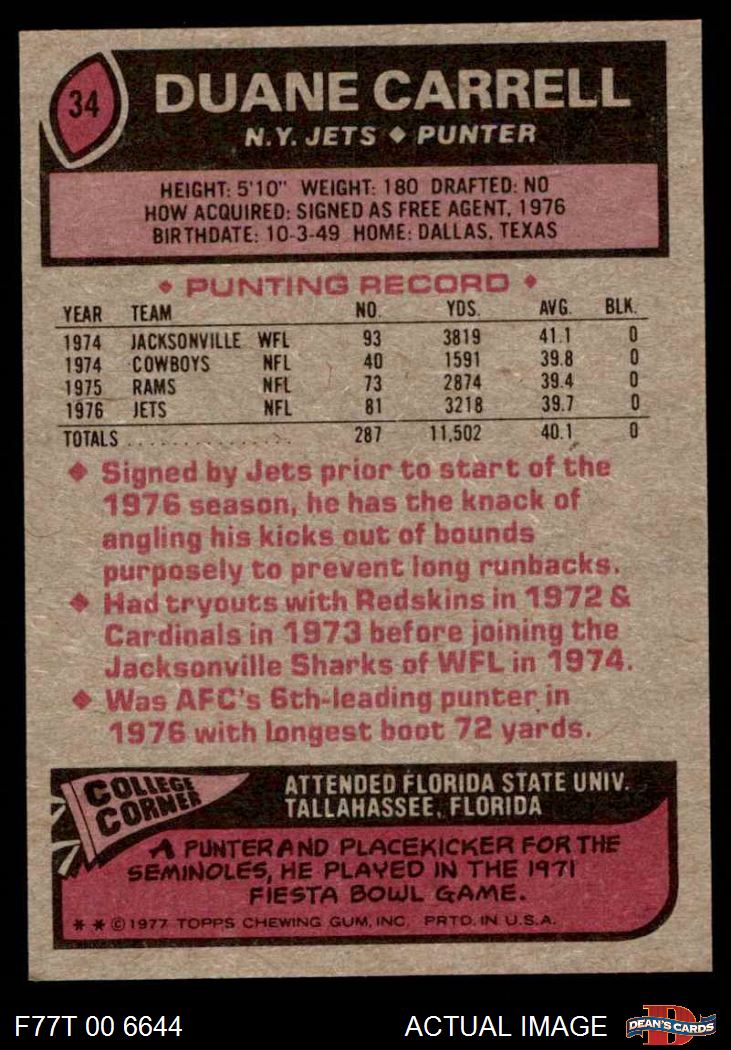 34
DUANE CARRELL
N.Y. JETS ◆ PUNTER
HEIGHT: 5'10" WEIGHT: 180 DRAFTED: NO
HOW ACQUIRED: SIGNED AS FREE AGENT, 1976
BIRTHDATE: 10-3-49 HOME: DALLAS, TEXAS
◆ PUNTING RECORD ◆
YEAR TEAM NO. YDS. AVG. BLK.
1974 JACKSONVILLE WFL 93 3819 41.1 0
1974 COWBOYS NFL 40 1591 39.8 0
1975 RAMS NFL 73 2874 39.4 0
1976 JETS NFL 81 3218 39.7 0
TOTALS . . . . . . . . . . . . . . 287 11,502 40.1 0
◆ Signed by Jets prior to start of the
1976 season, he has the knack of
angling his kicks out of bounds
purposely to prevent long runbacks.
◆ Had tryouts with Redskins in 1972 &
Cardinals in 1973 before joining the
Jacksonville Sharks of WFL in 1974.
◆ Was AFC's 6th-leading punter in
1976 with longest boot 72 yards.
COLLEGE
CORNER
ATTENDED FLORIDA STATE UNIV.
TALLAHASSEE, FLORIDA
A PUNTER AND PLACEKICKER FOR THE
SEMINOLES, HE PLAYED IN THE 1971
FIESTA BOWL GAME.
* * © 1977 TOPPS CHEWING GUM, INC. PRTD. IN U.S.A.
F77T 00 6644
ACTUAL IMAGE
D
DEAN'S CARDS